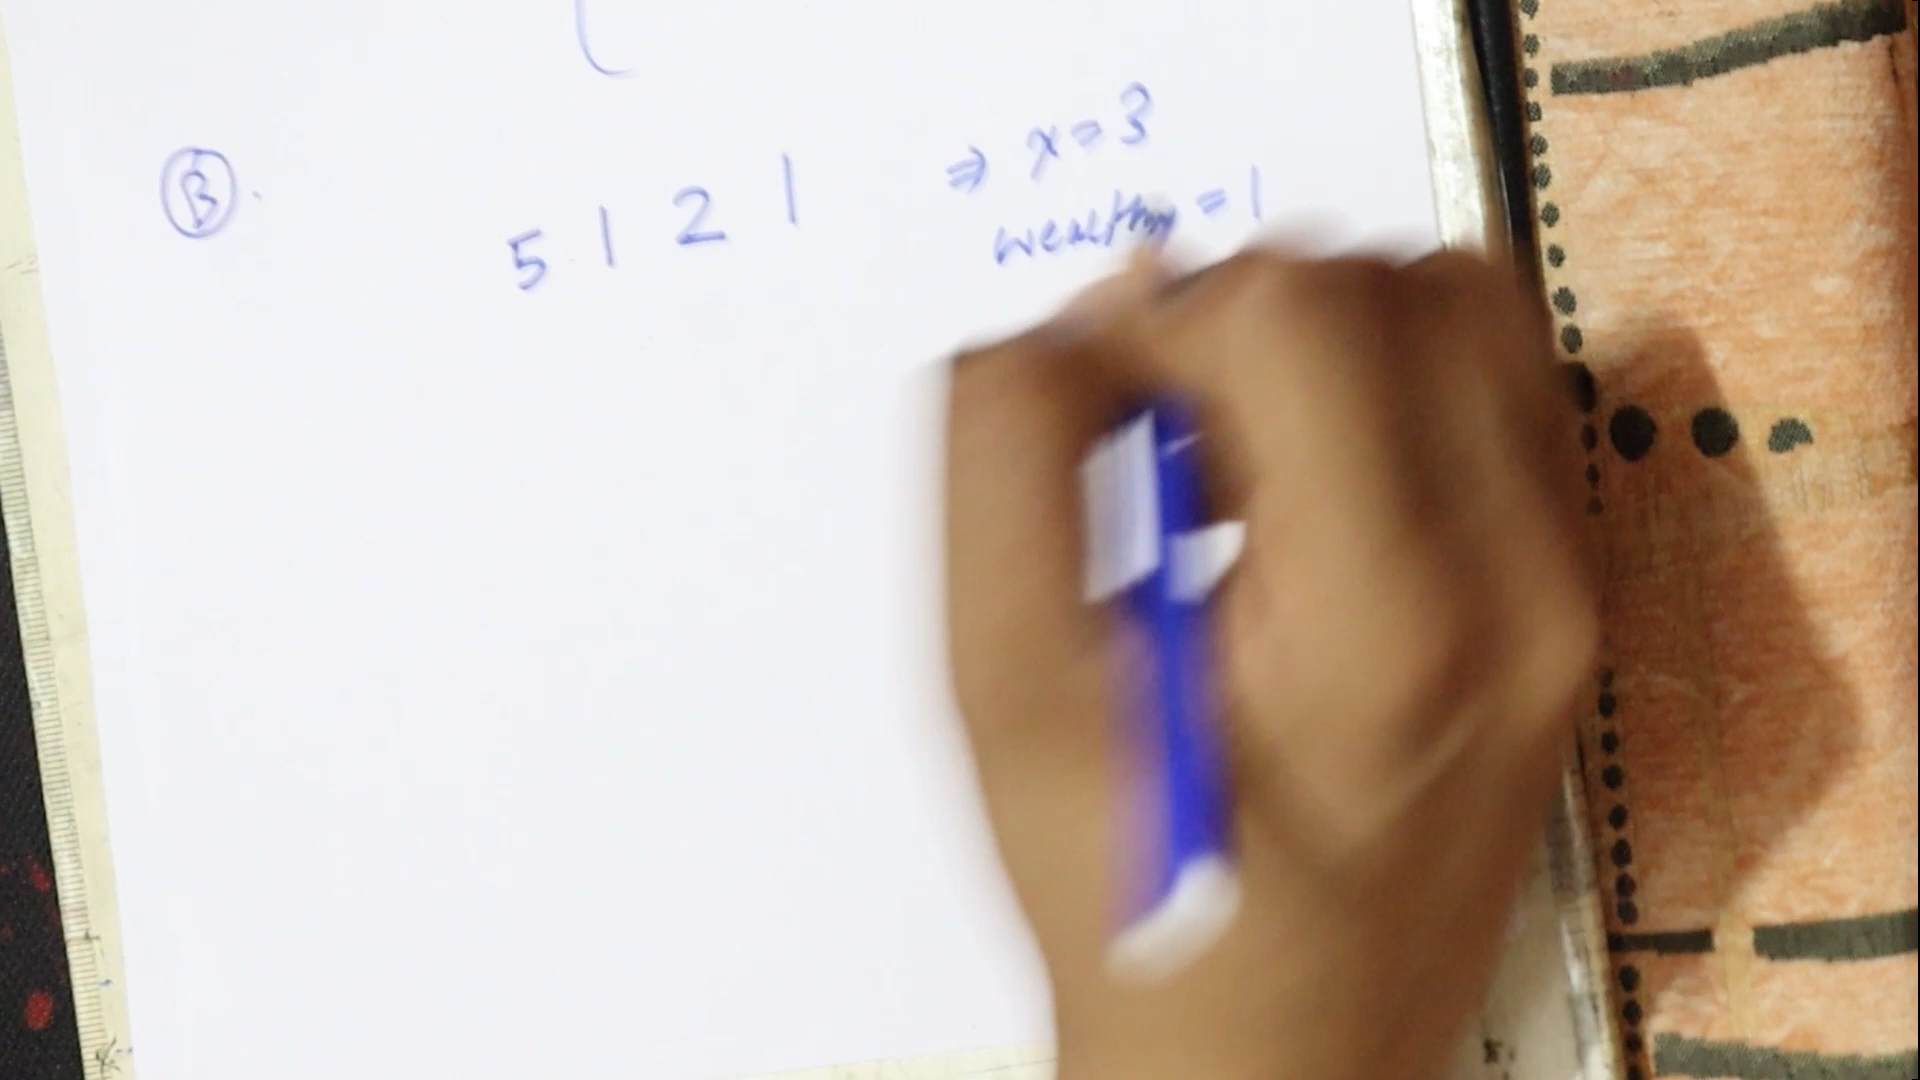 Ⓑ. 5 1 2 1 ⇒ x = 3
wealthy = 1